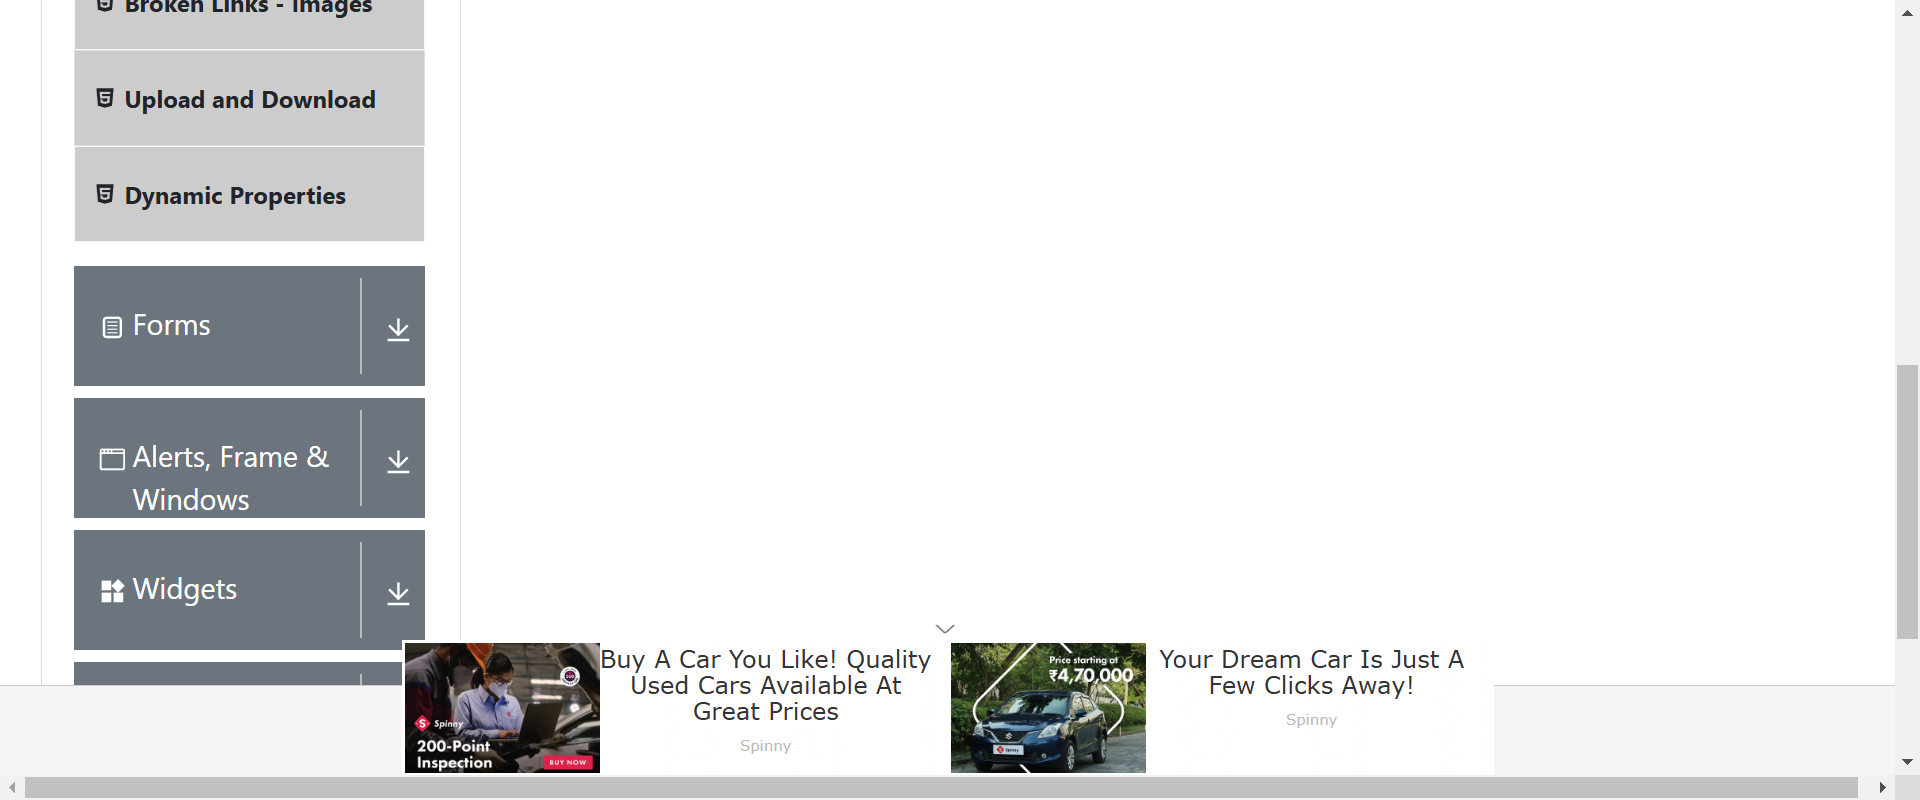 Broken Links - Images
Upload and Download
Dynamic Properties
Forms
Alerts, Frame &
Windows
Widgets
Spinny
200-Point
Inspection
BUY NOW
Buy A Car You Like! Quality
Used Cars Available At
Great Prices
Spinny
Price starting at
₹4,70,000
Spinny
Your Dream Car Is Just A
Few Clicks Away!
Spinny